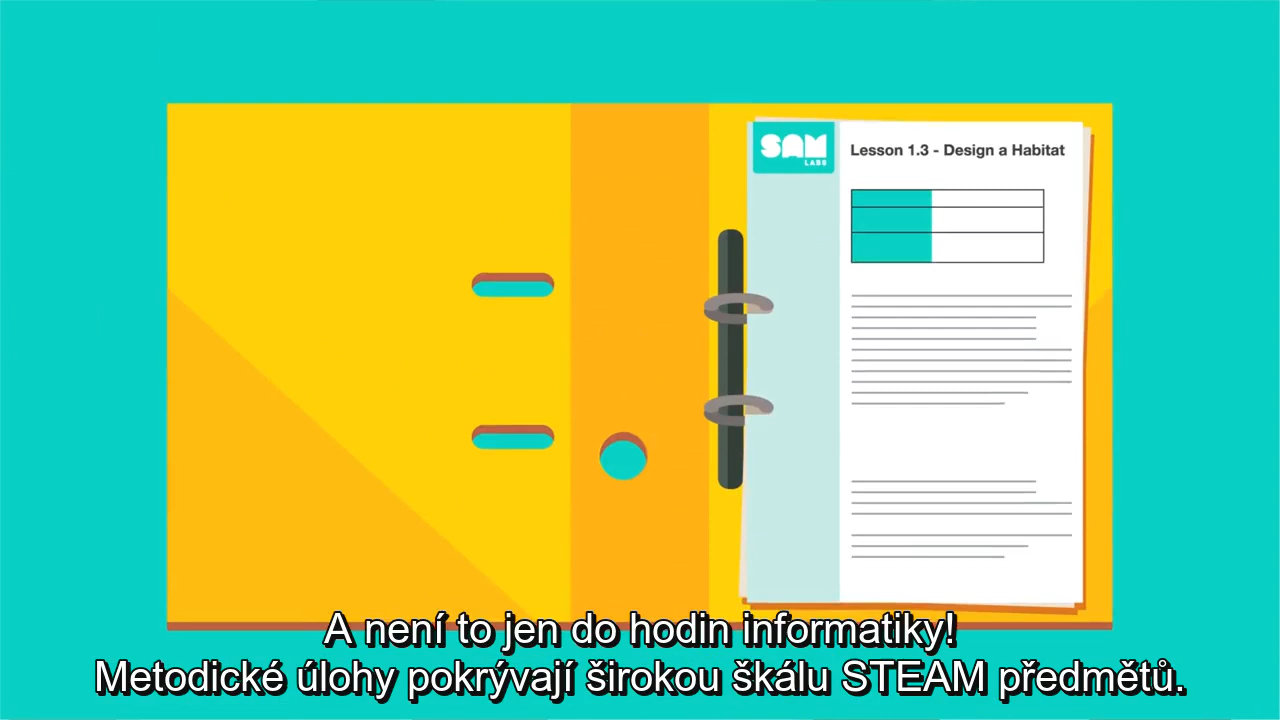 SAM
LABS
Lesson 1.3 - Design a Habitat
A není to jen do hodin informatiky!
Metodické úlohy pokrývají širokou škálu STEAM předmětů.